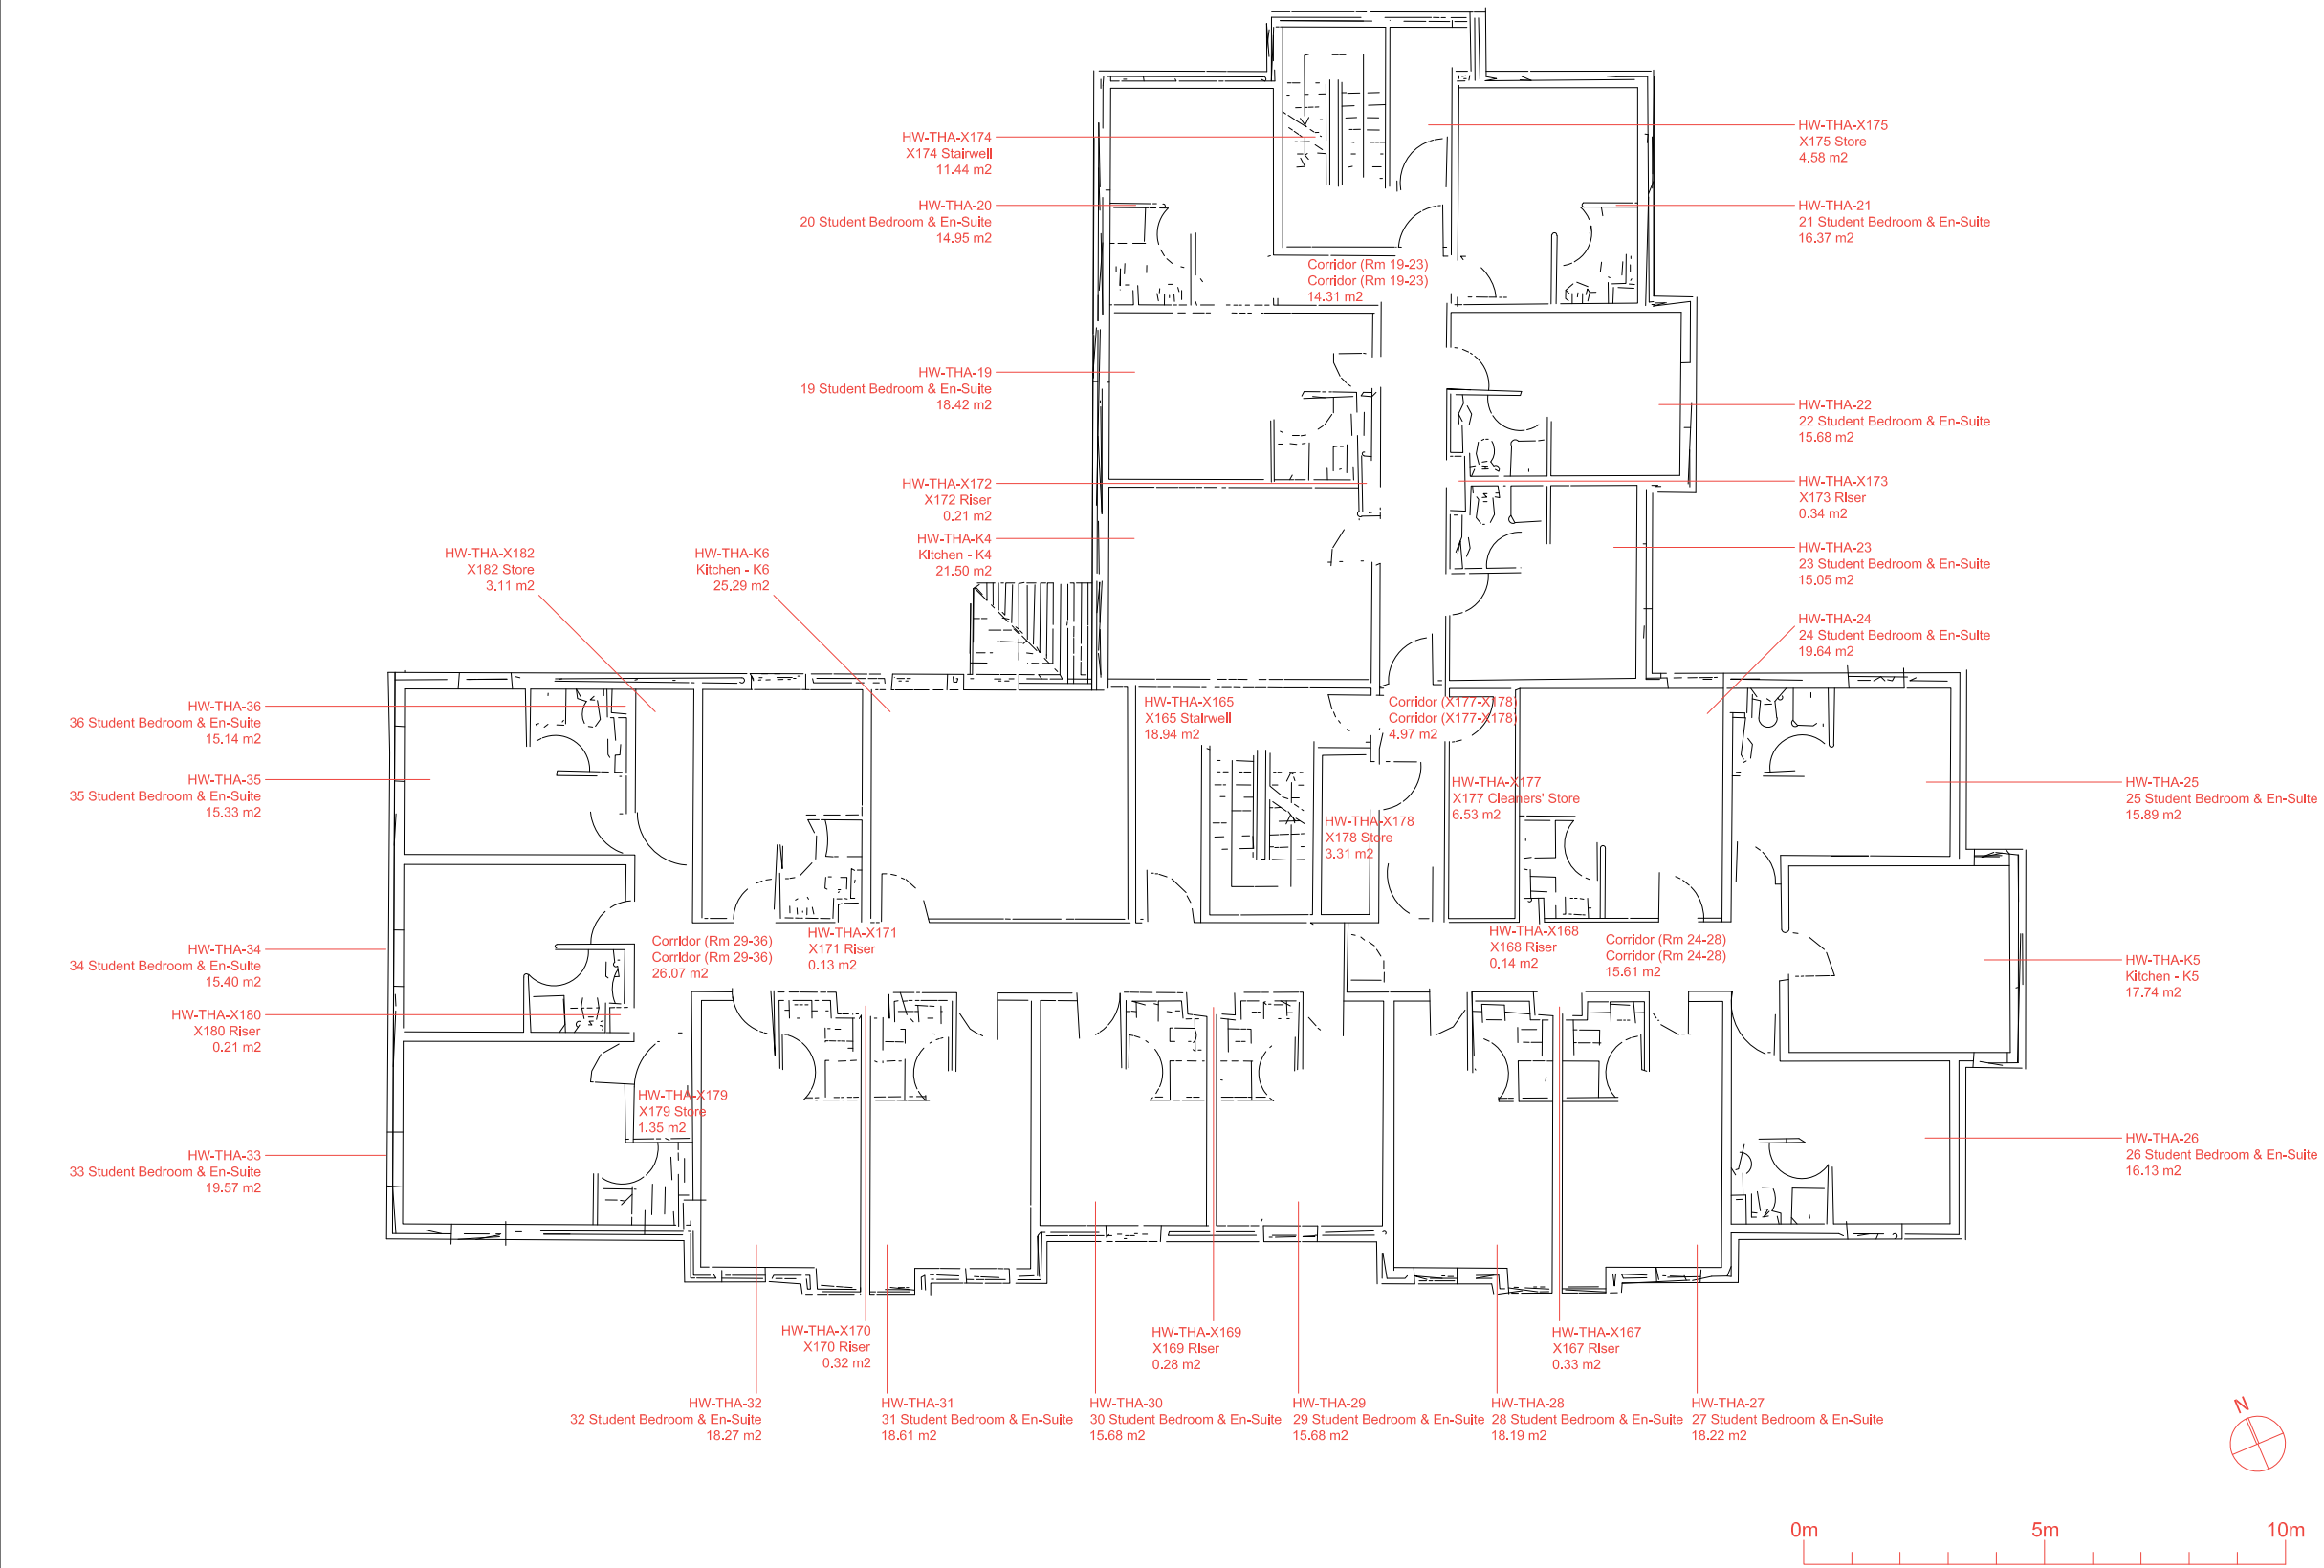 HW-THA-X174
X174 Stairwell
11.44 m2
HW-THA-X175
X175 Store
4.58 m2
HW-THA-20
20 Student Bedroom & En-Suite
14.95 m2
HW-THA-21
21 Student Bedroom & En-Suite
16.37 m2
Corridor (Rm 19-23)
Corridor (Rm 19-23)
14.31 m2
HW-THA-19
19 Student Bedroom & En-Suite
18.42 m2
HW-THA-22
22 Student Bedroom & En-Suite
15.68 m2
HW-THA-X172
X172 Riser
0.21 m2
HW-THA-X173
X173 Riser
0.34 m2
HW-THA-K4
Kitchen - K4
21.50 m2
HW-THA-23
23 Student Bedroom & En-Suite
15.05 m2
HW-THA-X182
X182 Store
3.11 m2
HW-THA-K6
Kitchen - K6
25.29 m2
HW-THA-24
24 Student Bedroom & En-Suite
19.64 m2
HW-THA-36
36 Student Bedroom & En-Suite
15.14 m2
HW-THA-X165
X165 Stairwell
18.94 m2
Corridor (X177-X178)
Corridor (X177-X178)
4.97 m2
HW-THA-35
35 Student Bedroom & En-Suite
15.33 m2
HW-THA-X177
X177 Cleaners' Store
6.53 m2
HW-THA-25
25 Student Bedroom & En-Suite
15.89 m2
HW-THA-X178
X178 Store
3.31 m2
HW-THA-34
34 Student Bedroom & En-Suite
15.40 m2
Corridor (Rm 29-36)
Corridor (Rm 29-36)
26.07 m2
HW-THA-X171
X171 Riser
0.13 m2
HW-THA-X168
X168 Riser
0.14 m2
Corridor (Rm 24-28)
Corridor (Rm 24-28)
15.61 m2
HW-THA-K5
Kitchen - K5
17.74 m2
HW-THA-X180
X180 Riser
0.21 m2
HW-THA-X179
X179 Store
1.35 m2
HW-THA-33
33 Student Bedroom & En-Suite
19.57 m2
HW-THA-26
26 Student Bedroom & En-Suite
16.13 m2
HW-THA-X170
X170 Riser
0.32 m2
HW-THA-X169
X169 Riser
0.28 m2
HW-THA-X167
X167 Riser
0.33 m2
HW-THA-32
32 Student Bedroom & En-Suite
18.27 m2
HW-THA-31
31 Student Bedroom & En-Suite
18.61 m2
HW-THA-30
30 Student Bedroom & En-Suite
15.68 m2
HW-THA-29
29 Student Bedroom & En-Suite
15.68 m2
HW-THA-28
28 Student Bedroom & En-Suite
18.19 m2
HW-THA-27
27 Student Bedroom & En-Suite
18.22 m2
N
0m 5m 10m